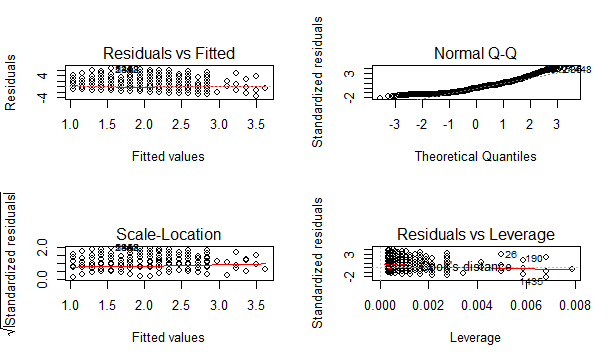 Residuals vs Fitted
Residuals
4
-4
1.0 1.5 2.0 2.5 3.0 3.5
Fitted values
Normal Q-Q
Standardized residuals
3
-2
-3 -2 -1 0 1 2 3
Theoretical Quantiles
Scale-Location
√|Standardized residuals|
2.0
0.0
1.0 1.5 2.0 2.5 3.0 3.5
Fitted values
Residuals vs Leverage
Standardized residuals
3
-2
26
190
distance
1435
0.000 0.002 0.004 0.006 0.008
Leverage